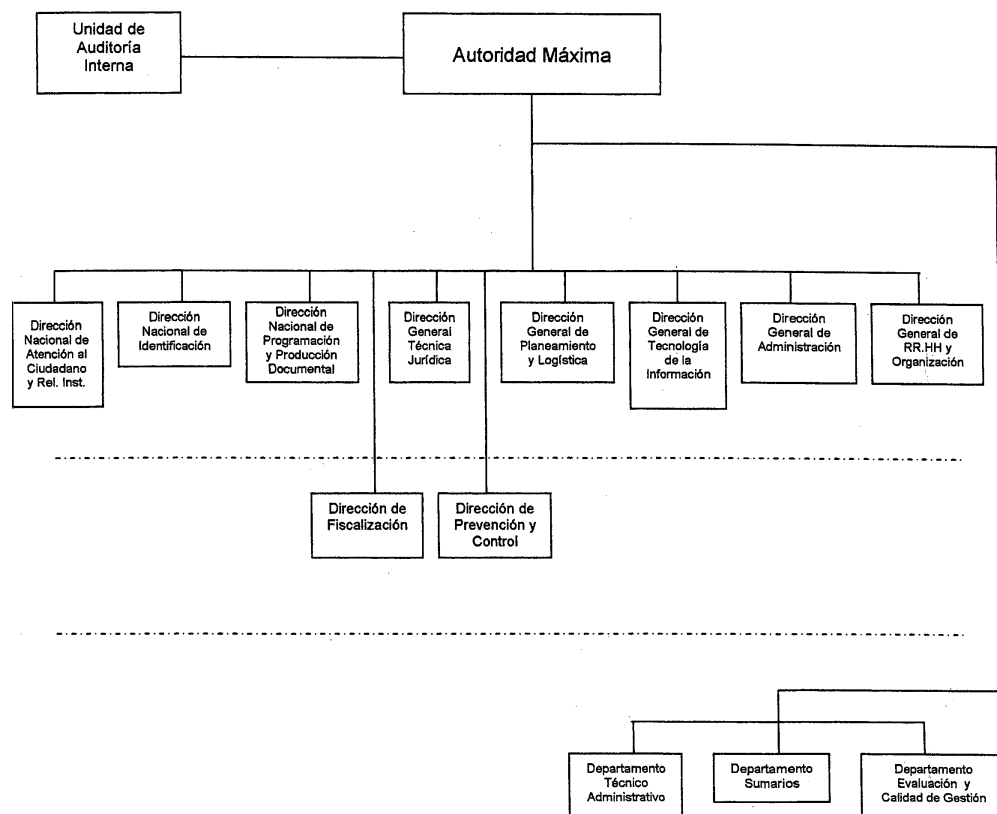 Unidad de
Auditoría
Interna
Autoridad Máxima
Dirección
Nacional de
Atención al
Ciudadano
y Rel. Inst.
Dirección
Nacional de
Identificación
Dirección
Nacional de
Programación
y Producción
Documental
Dirección
General
Técnica
Jurídica
Dirección
General de
Planeamiento
y Logística
Dirección
General de
Tecnología
de la
Información
Dirección
General de
Administración
Dirección
General de
RR.HH y
Organización
Dirección de
Fiscalización
Dirección de
Prevención y
Control
Departamento
Técnico
Administrativo
Departamento
Sumarios
Departamento
Evaluación y
Calidad de Gestión